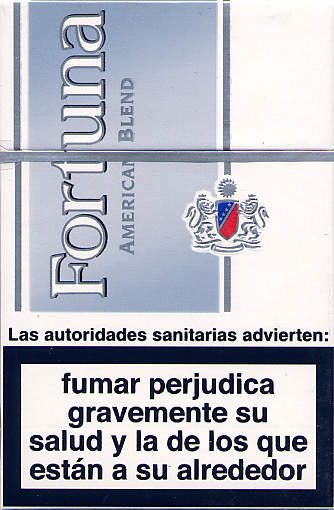 Fortuna
AMERICAN BLEND
Las autoridades sanitarias advierten:
fumar perjudica
gravemente su
salud y la de los que
están a su alrededor